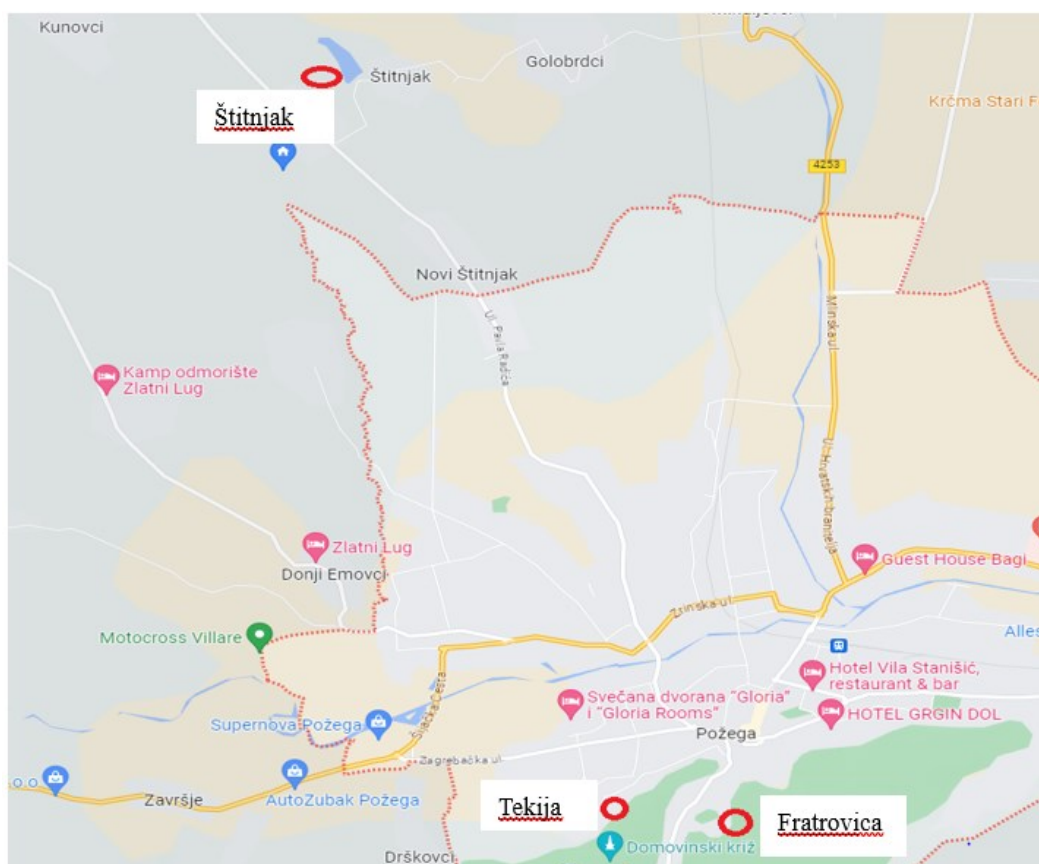 Kunovci
Štitnjak
Golobrdci
Štitnjak
Krčma Stari F
4253
Novi Štitnjak
Ul. Pavla Radića
Mlinska ul.
Kamp odmorište
Zlatni Lug
Ul. Hrvatskih branitelja
Zlatni Lug
Donji Emovci
Guest House Bagi
Zrinska ul.
Motocross Villare
Alles
Hotel Vila Stanišić,
restaurant & bar
Svečana dvorana "Gloria"
i "Gloria Rooms"
HOTEL GRGIN DOL
Supernova Požega
Požega
Zagrebačka ul.
o o
Završje
AutoZubak Požega
Tekija
Fratrovica
Domovinski križ
Drškovci